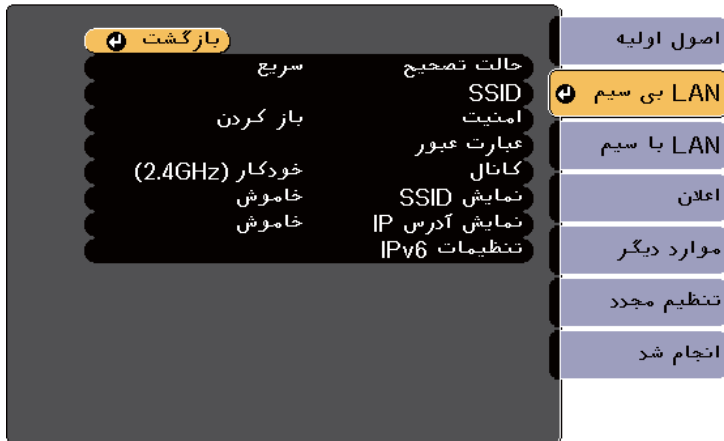 اصول اولیه
LAN بی سیم
LAN با سیم
اعلان
موارد دیگر
تنظیم مجدد
انجام شد
بازگشت
حالت تصحیح سریع
SSID
امنیت باز کردن
عبارت عبور
کانال خودکار (2.4GHz)
نمایش SSID خاموش
نمایش آدرس IP خاموش
تنظیمات IPv6